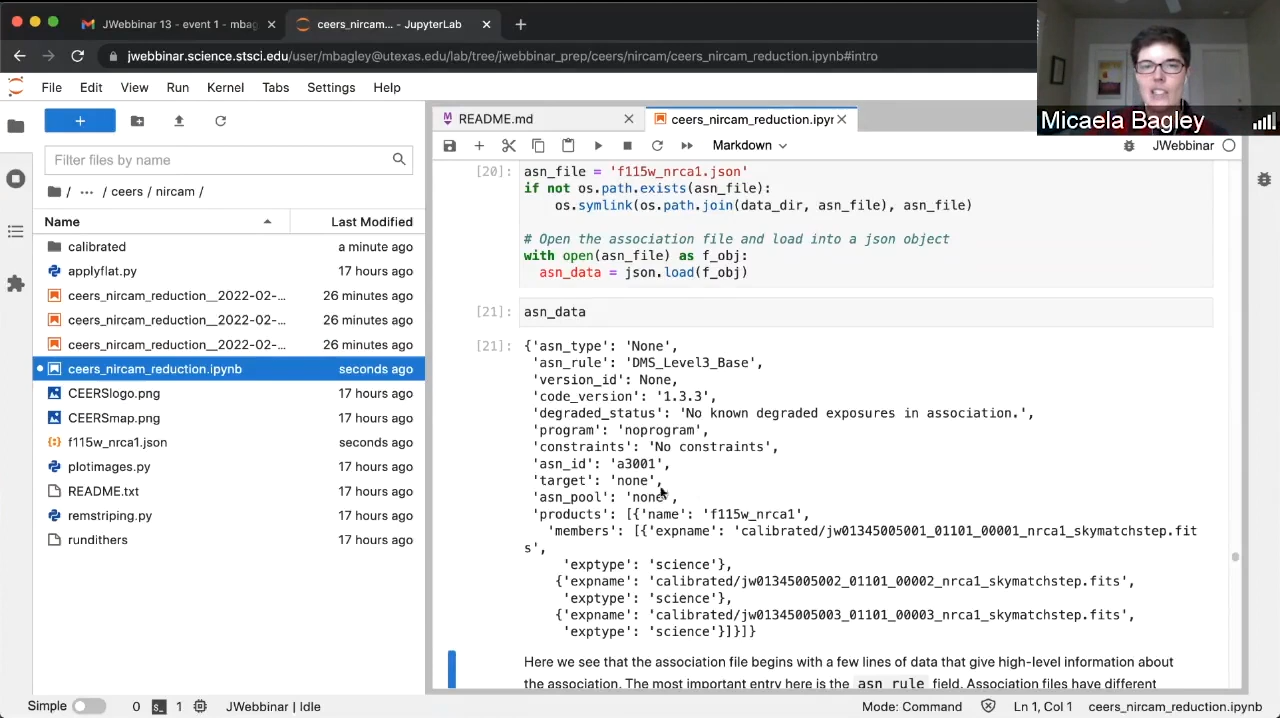 JWebbinar 13 - event 1 - mbag
ceers_nircam... - JupyterLab
jwebbinar.science.stsci.edu/user/mbagley@utexas.edu/lab/tree/jwebbinar_prep/ceers/nircam/ceers_nircam_reduction.ipynb#intro
File Edit View Run Kernel Tabs Settings Help
Micaela Bagley
README.md
ceers_nircam_reduction.ipyr
Markdown
JWebbinar
Filter files by name
/ ... / ceers / nircam /
Name Last Modified
calibrated a minute ago
applyflat.py 17 hours ago
ceers_nircam_reduction__2022-02-... 26 minutes ago
ceers_nircam_reduction__2022-02-... 26 minutes ago
ceers_nircam_reduction__2022-02-... 26 minutes ago
ceers_nircam_reduction.ipynb seconds ago
CEERSlogo.png 17 hours ago
CEERSmap.png 17 hours ago
f115w_nrca1.json seconds ago
plotimages.py 17 hours ago
README.txt 17 hours ago
remstriping.py 17 hours ago
rundithers 17 hours ago
[20]: asn_file = 'f115w_nrca1.json'
if not os.path.exists(asn_file):
os.symlink(os.path.join(data_dir, asn_file), asn_file)
# Open the association file and load into a json object
with open(asn_file) as f_obj:
asn_data = json.load(f_obj)
[21]: asn_data
[21]: {'asn_type': 'None',
'asn_rule': 'DMS_Level3_Base',
'version_id': None,
'code_version': '1.3.3',
'degraded_status': 'No known degraded exposures in association.',
'program': 'noprogram',
'constraints': 'No constraints',
'asn_id': 'a3001',
'target': 'none',
'asn_pool': 'none',
'products': [{'name': 'f115w_nrca1',
'members': [{'expname': 'calibrated/jw01345005001_01101_00001_nrca1_skymatchstep.fit
s',
'exptype': 'science'},
{'expname': 'calibrated/jw01345005002_01101_00002_nrca1_skymatchstep.fits',
'exptype': 'science'},
{'expname': 'calibrated/jw01345005003_01101_00003_nrca1_skymatchstep.fits',
'exptype': 'science'}]}]}
Here we see that the association file begins with a few lines of data that give high-level information about
the association. The most important entry here is the asn_rule field. Association files have different
Simple 0 1 JWebbinar | Idle Mode: Command Ln 1, Col 1 ceers_nircam_reduction.ipynb